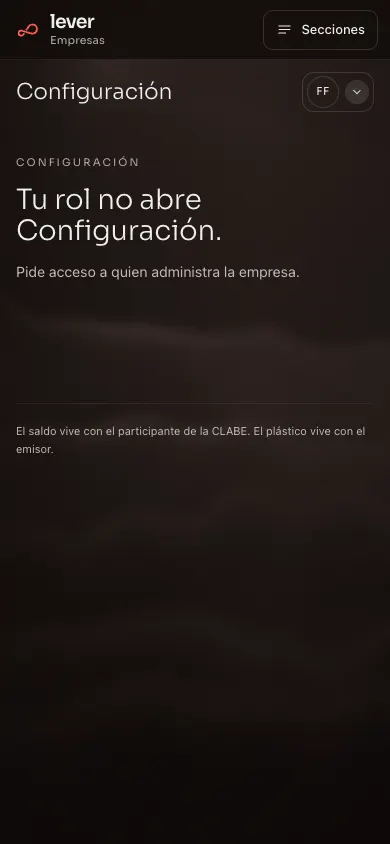 lever
Empresas
Secciones
Configuración
FF
CONFIGURACIÓN
Tu rol no abre
Configuración.
Pide acceso a quien administra la empresa.
El saldo vive con el participante de la CLABE. El plástico vive con el
emisor.